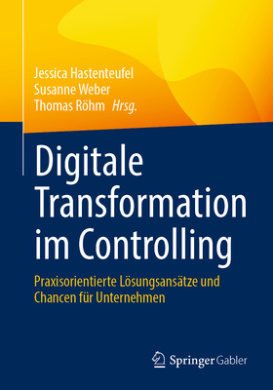 Jessica Hastenteufel
Susanne Weber
Thomas Röhm Hrsg.
Digitale
Transformation
im Controlling
Praxisorientierte Lösungsansätze und
Chancen für Unternehmen
Springer Gabler